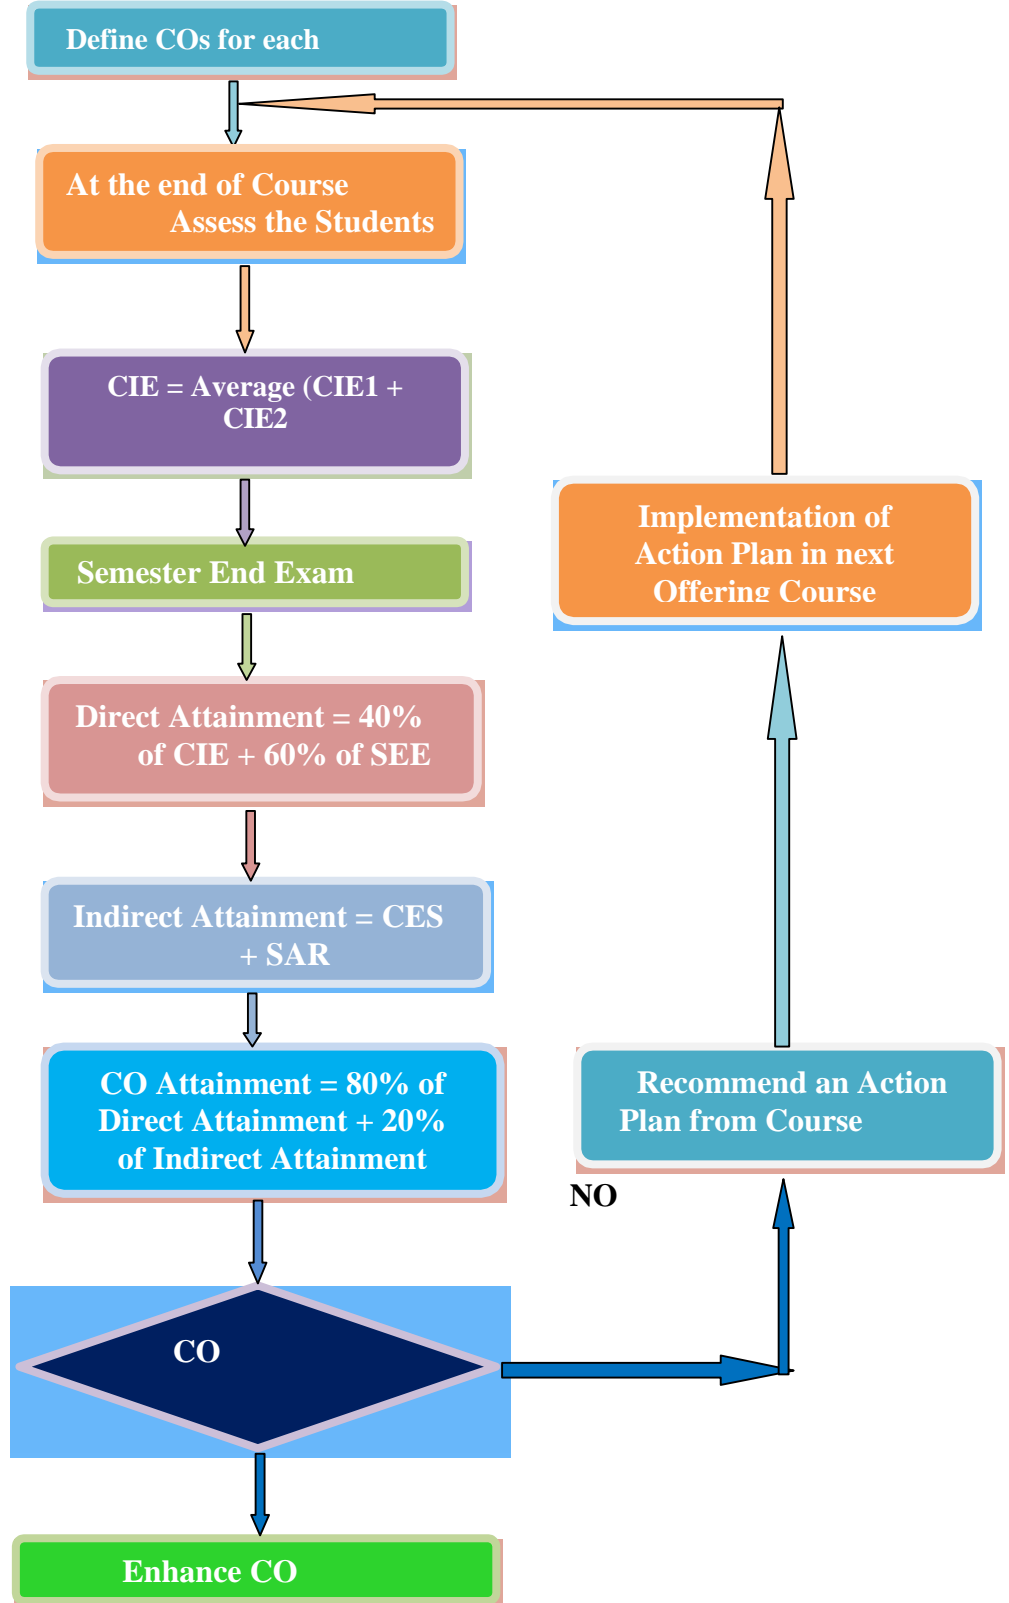 Define COs for each
At the end of Course
Assess the Students
CIE = Average (CIE1 +
CIE2
Semester End Exam
Direct Attainment = 40%
of CIE + 60% of SEE
Indirect Attainment = CES
+ SAR
CO Attainment = 80% of
Direct Attainment + 20%
of Indirect Attainment
CO
Enhance CO
NO
Recommend an Action
Plan from Course
Implementation of
Action Plan in next
Offering Course